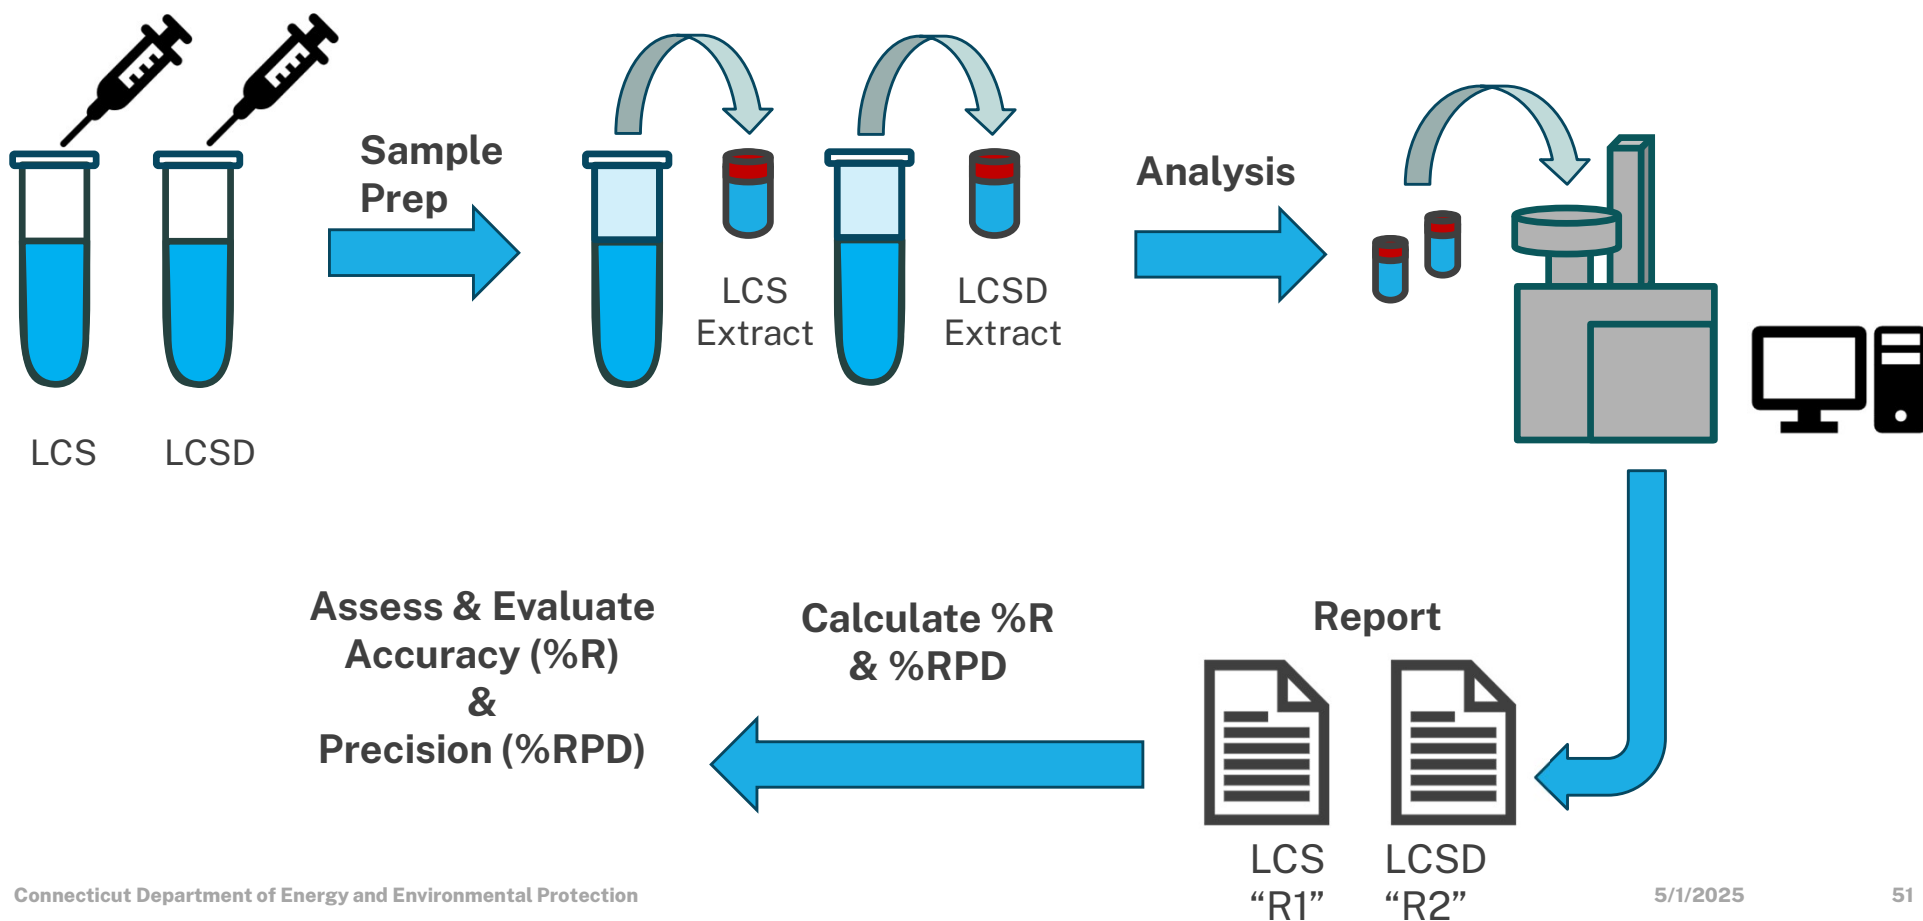 LCS
LCSD
Sample
Prep
LCS
Extract
LCSD
Extract
Analysis
Report
LCS
“R1”
LCSD
“R2”
Calculate %R
& %RPD
Assess & Evaluate
Accuracy (%R)
&
Precision (%RPD)
Connecticut Department of Energy and Environmental Protection
5/1/2025
51